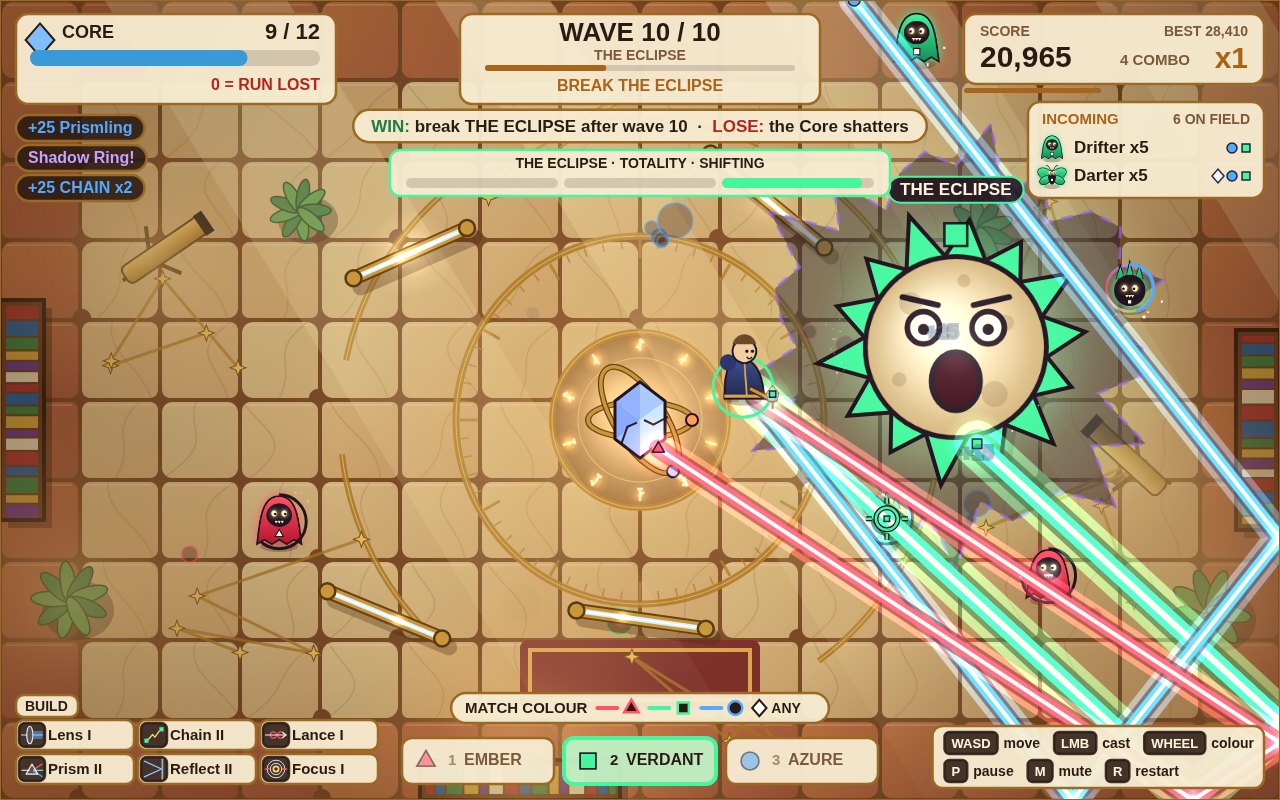 CORE 9 / 12
0 = RUN LOST
+25 Prismling
Shadow Ring!
+25 CHAIN x2
WAVE 10 / 10
THE ECLIPSE
BREAK THE ECLIPSE
WIN: break THE ECLIPSE after wave 10 · LOSE: the Core shatters
THE ECLIPSE · TOTALITY · SHIFTING
SCORE BEST 28,410
20,965 4 COMBO x1
INCOMING 6 ON FIELD
Drifter x5
Darter x5
THE ECLIPSE
BUILD
Lens I Chain II Lance I
Prism II Reflect II Focus I
MATCH COLOUR ANY
1 EMBER 2 VERDANT 3 AZURE
WASD move LMB cast WHEEL colour
P pause M mute R restart